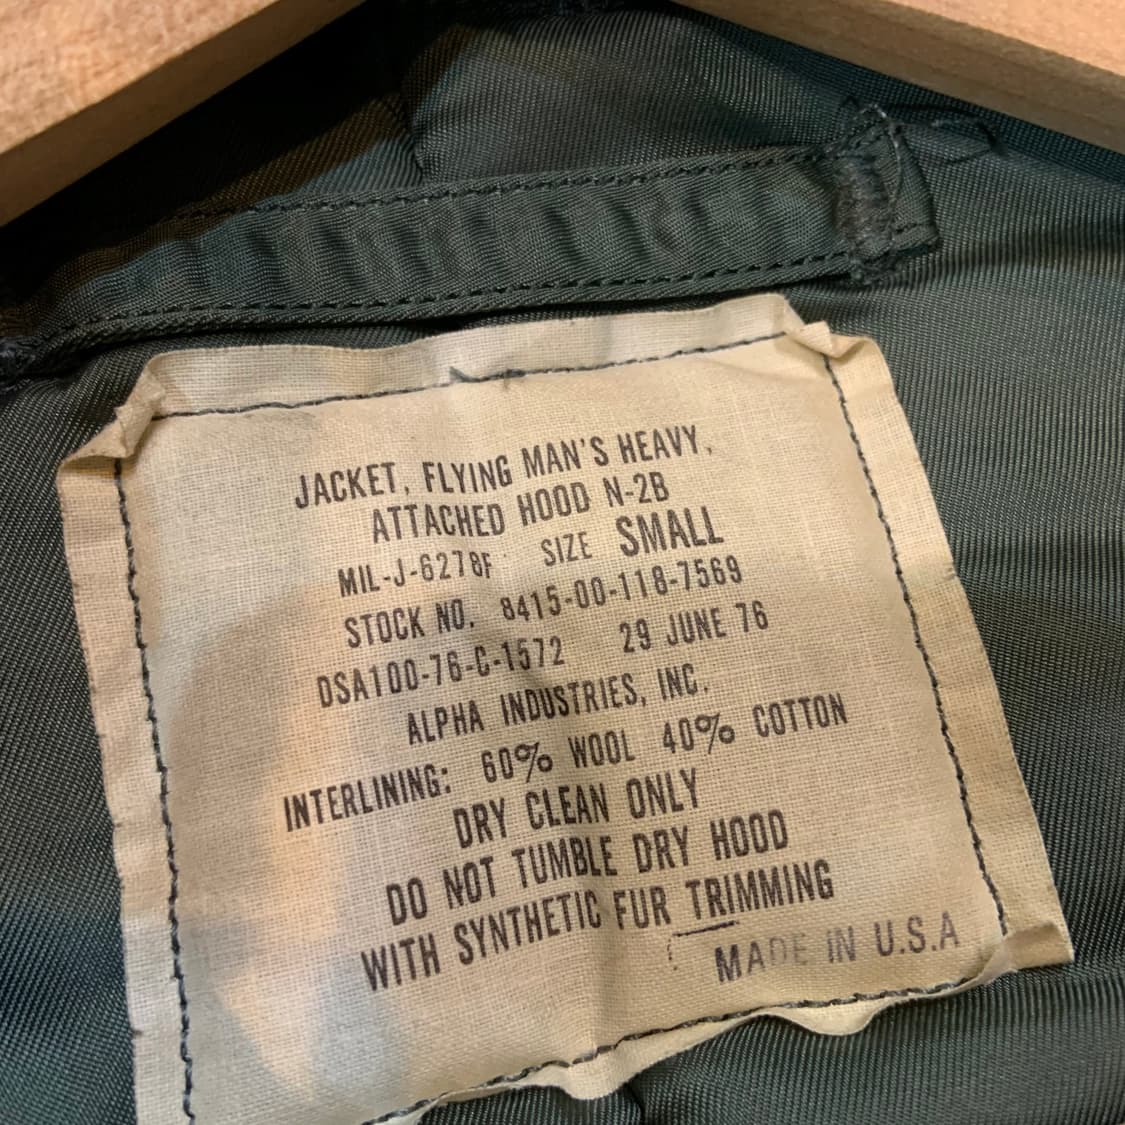 JACKET, FLYING MAN'S HEAVY,
ATTACHED HOOD N-2B
MIL-J-6278F SIZE SMALL
STOCK NO. 8415-00-118-7569
DSA100-76-C-1572 29 JUNE 76
ALPHA INDUSTRIES, INC.
INTERLINING: 60% WOOL 40% COTTON
DRY CLEAN ONLY
DO NOT TUMBLE DRY HOOD
WITH SYNTHETIC FUR TRIMMING
MADE IN U.S.A